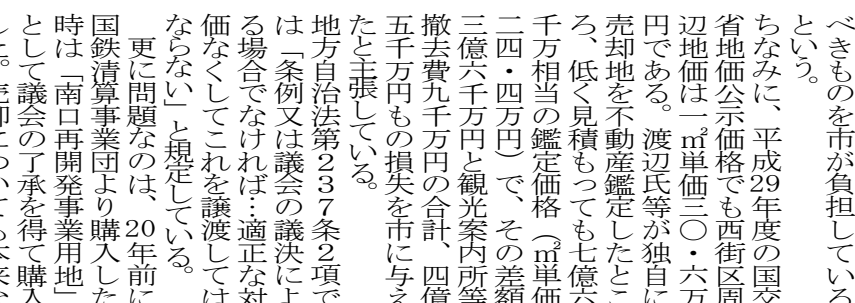 べきものを市が負担している
という。
ちなみに、平成29年度の国交
省地価公示価格でも西街区周
辺地価は一㎡単価三〇・六万
円である。渡辺氏等が独自に
売却地を不動産鑑定したとこ
ろ、低く見積もっても七億六
千万相当の鑑定価格（㎡単価
二四・四万円）で、その差額
三億六千万円と観光案内所等
撤去費九千万円の合計、四億
五千万円もの損失を市に与え
たと主張している。
地方自治法第２３７条２項で
は「条例又は議会の議決によ
る場合でなければ…適正な対
価なくしてこれを譲渡しては
ならない」と規定している。
更に問題なのは、20年前に
国鉄清算事業団より購入した
時は「南口再開発事業用地」
として議会の了承を得て購入